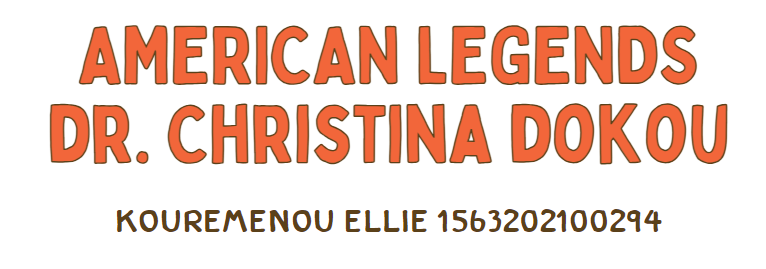 AMERICAN LEGENDS
DR. CHRISTINA DOKOU
KOUREMENOU ELLIE 1563202100294